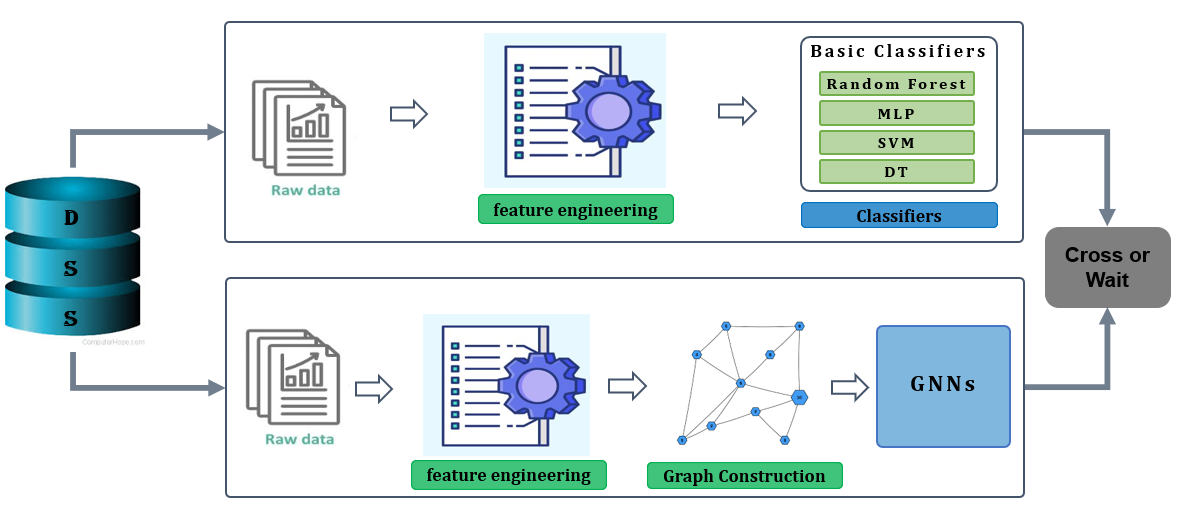 D
S
S
ComputerHope.com
Raw data
feature engineering
Basic Classifiers
Random Forest
MLP
SVM
DT
Classifiers
Cross or
Wait
Raw data
feature engineering
Graph Construction
GNNs